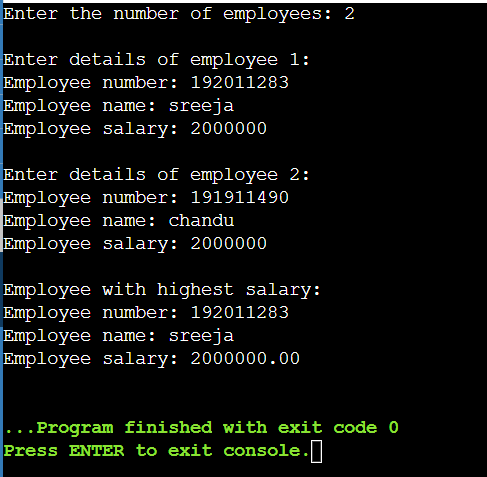 Enter the number of employees: 2
Enter details of employee 1:
Employee number: 192011283
Employee name: sreeja
Employee salary: 2000000
Enter details of employee 2:
Employee number: 191911490
Employee name: chandu
Employee salary: 2000000
Employee with highest salary:
Employee number: 192011283
Employee name: sreeja
Employee salary: 2000000.00
...Program finished with exit code 0
Press ENTER to exit console.